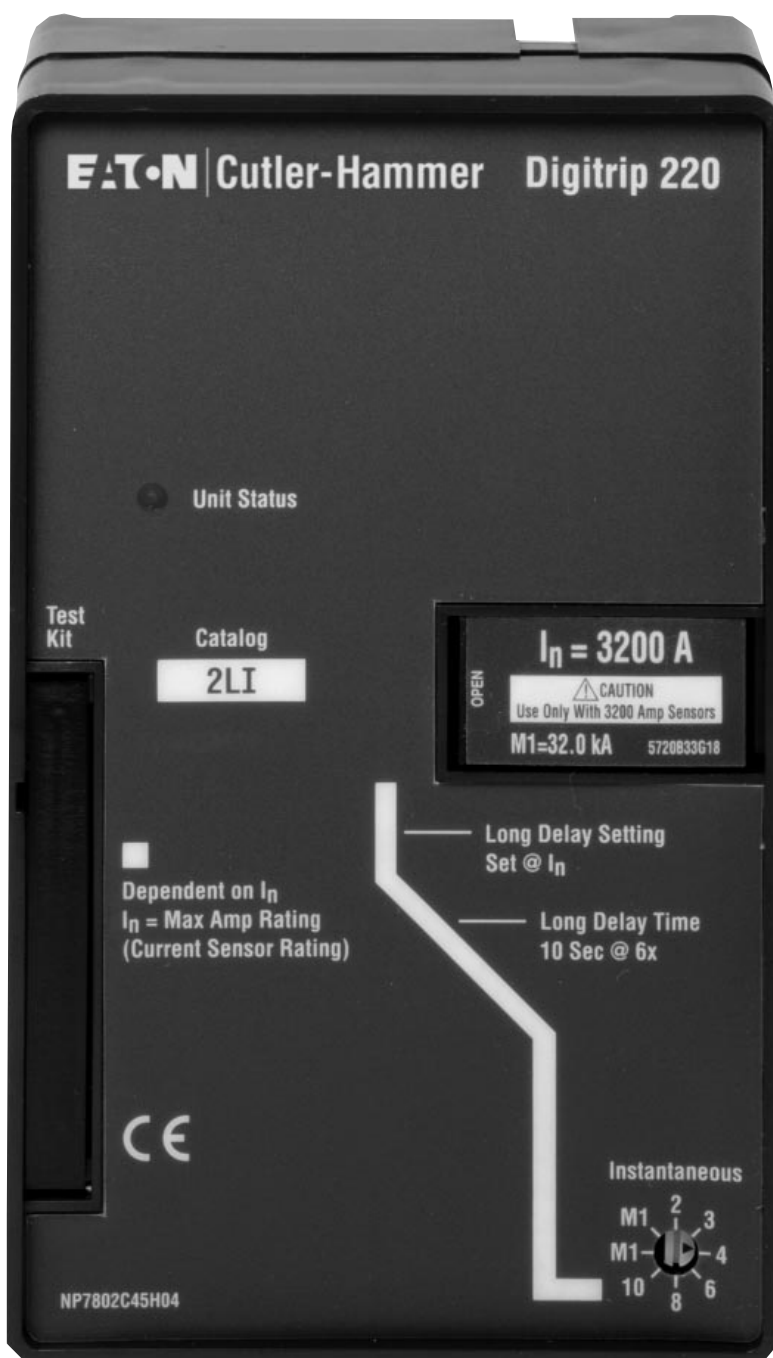 EATON Cutler-Hammer Digitrip 220
Unit Status
Test
Kit
Catalog
2LI
OPEN
In = 3200 A
CAUTION
Use Only With 3200 Amp Sensors
M1=32.0 kA 5720B33G18
Long Delay Setting
Set @ In
Dependent on In
In = Max Amp Rating
(Current Sensor Rating)
Long Delay Time
10 Sec @ 6x
CE
Instantaneous
M1 2 3
M1 4
10 8 6
NP7802C45H04